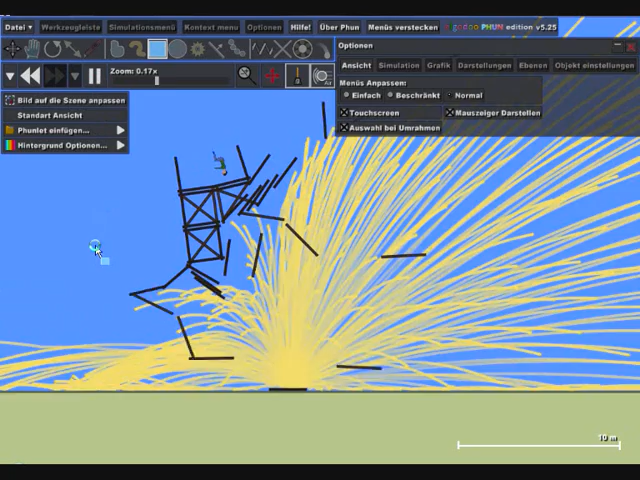 Datei Werkzeugleiste Simulationsmenü Kontext menu Optionen Hilfe! Über Phun Menüs verstecken algodoo PHUN edition v5.25
Optionen
Zoom: 0.17x
Ansicht Simulation Grafik Darstellungen Ebenen Objekt einstellungen
Menüs Anpassen:
Einfach Beschränkt Normal
Touchscreen Mauszeiger Darstellen
Auswahl bei Umrahmen
Bild auf die Szene anpassen
Standart Ansicht
Phunlet einfügen...
Hintergrund Optionen...
10 m